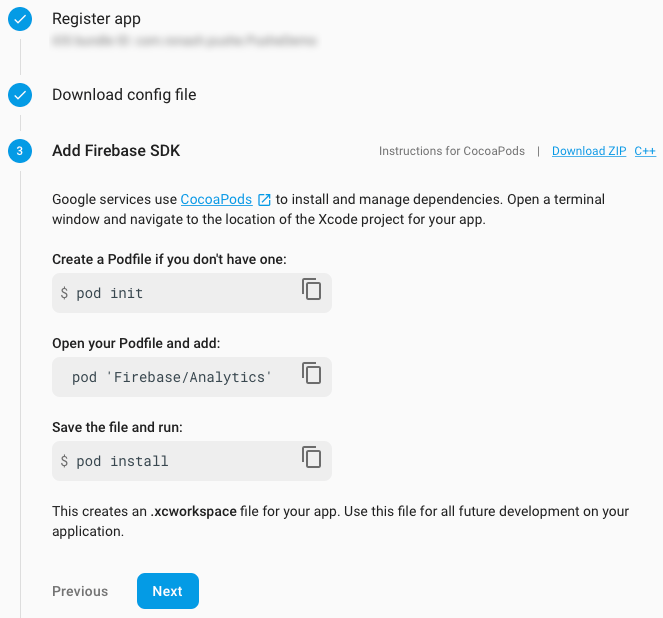 Register app
Download config file
3 Add Firebase SDK Instructions for CocoaPods | Download ZIP C++
Google services use CocoaPods to install and manage dependencies. Open a terminal
window and navigate to the location of the Xcode project for your app.
Create a Podfile if you don't have one:
$ pod init
Open your Podfile and add:
pod 'Firebase/Analytics'
Save the file and run:
$ pod install
This creates an .xcworkspace file for your app. Use this file for all future development on your
application.
Previous Next